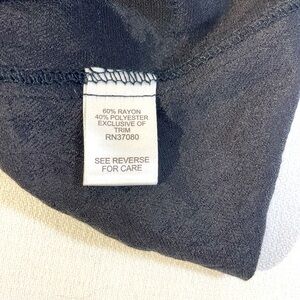 60% RAYON
40% POLYESTER
EXCLUSIVE OF
TRIM
RN37080
SEE REVERSE
FOR CARE